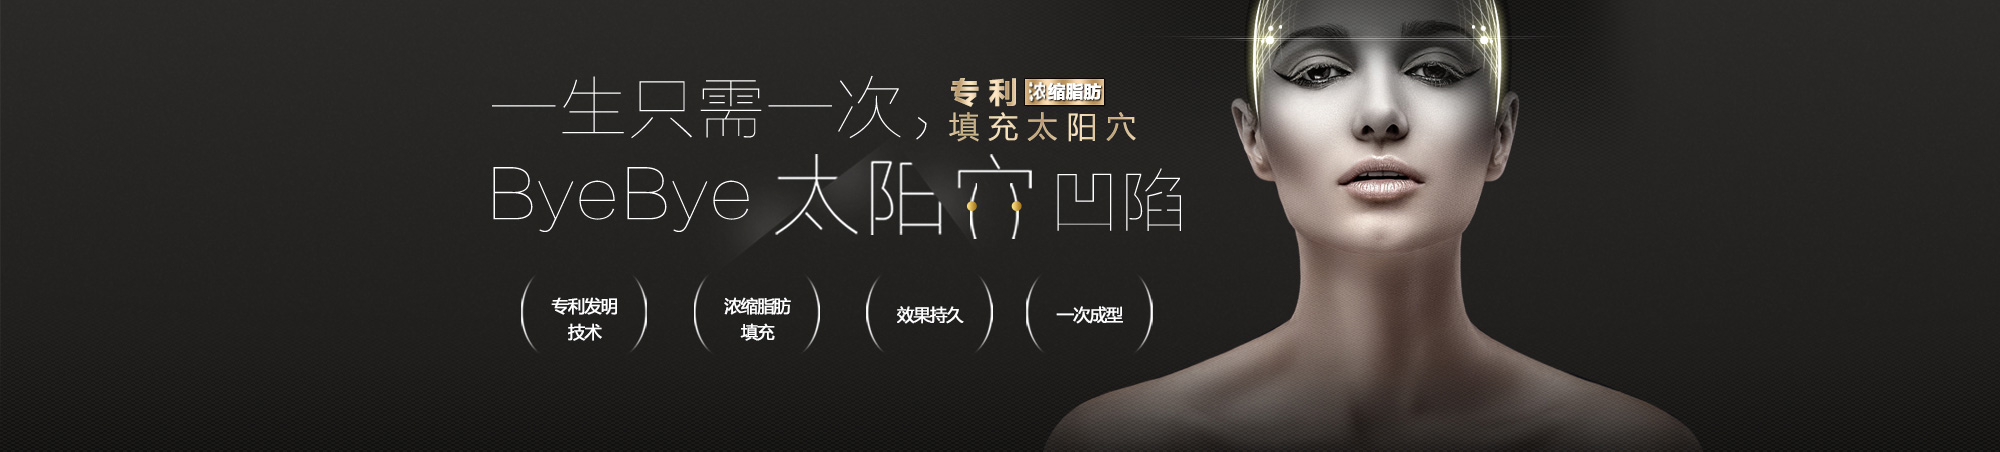 一生只需一次，专利 浓缩脂肪
填充太阳穴
ByeBye 太阳穴 凹陷
专利发明
技术
浓缩脂肪
填充
效果持久
一次成型